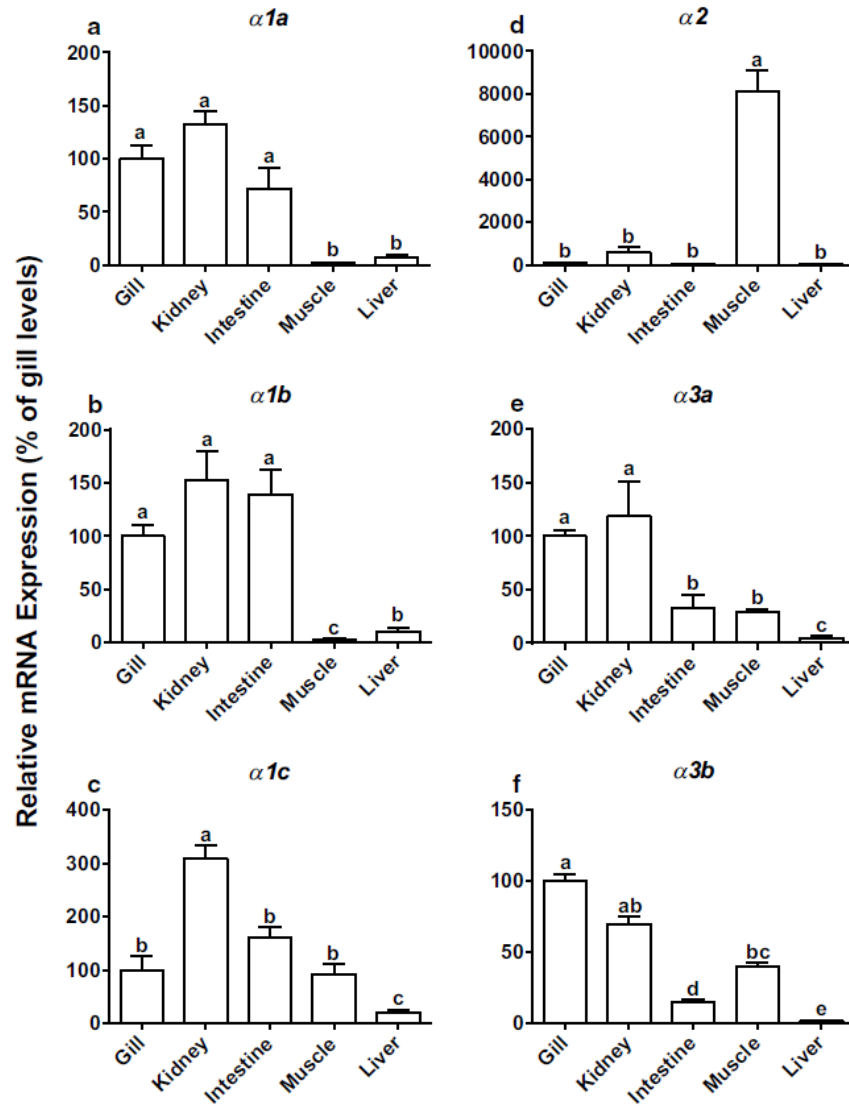 Relative mRNA Expression (% of gill levels)
a
α1a
200
150
100
50
0
a
a
a
b
b
Gill
Kidney
Intestine
Muscle
Liver
b
α1b
200
150
100
50
0
a
a
a
c
b
Gill
Kidney
Intestine
Muscle
Liver
c
α1c
400
300
200
100
0
b
a
b
b
c
Gill
Kidney
Intestine
Muscle
Liver
d
α2
10000
8000
6000
4000
2000
0
b
b
b
a
b
Gill
Kidney
Intestine
Muscle
Liver
e
α3a
200
150
100
50
0
a
a
b
b
c
Gill
Kidney
Intestine
Muscle
Liver
f
α3b
150
100
50
0
a
ab
d
bc
e
Gill
Kidney
Intestine
Muscle
Liver